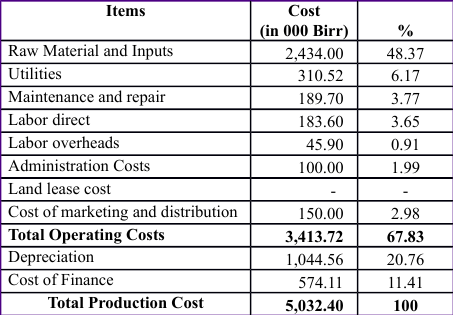 Items Cost (in 000 Birr) %
Raw Material and Inputs 2,434.00 48.37
Utilities 310.52 6.17
Maintenance and repair 189.70 3.77
Labor direct 183.60 3.65
Labor overheads 45.90 0.91
Administration Costs 100.00 1.99
Land lease cost - -
Cost of marketing and distribution 150.00 2.98
Total Operating Costs 3,413.72 67.83
Depreciation 1,044.56 20.76
Cost of Finance 574.11 11.41
Total Production Cost 5,032.40 100